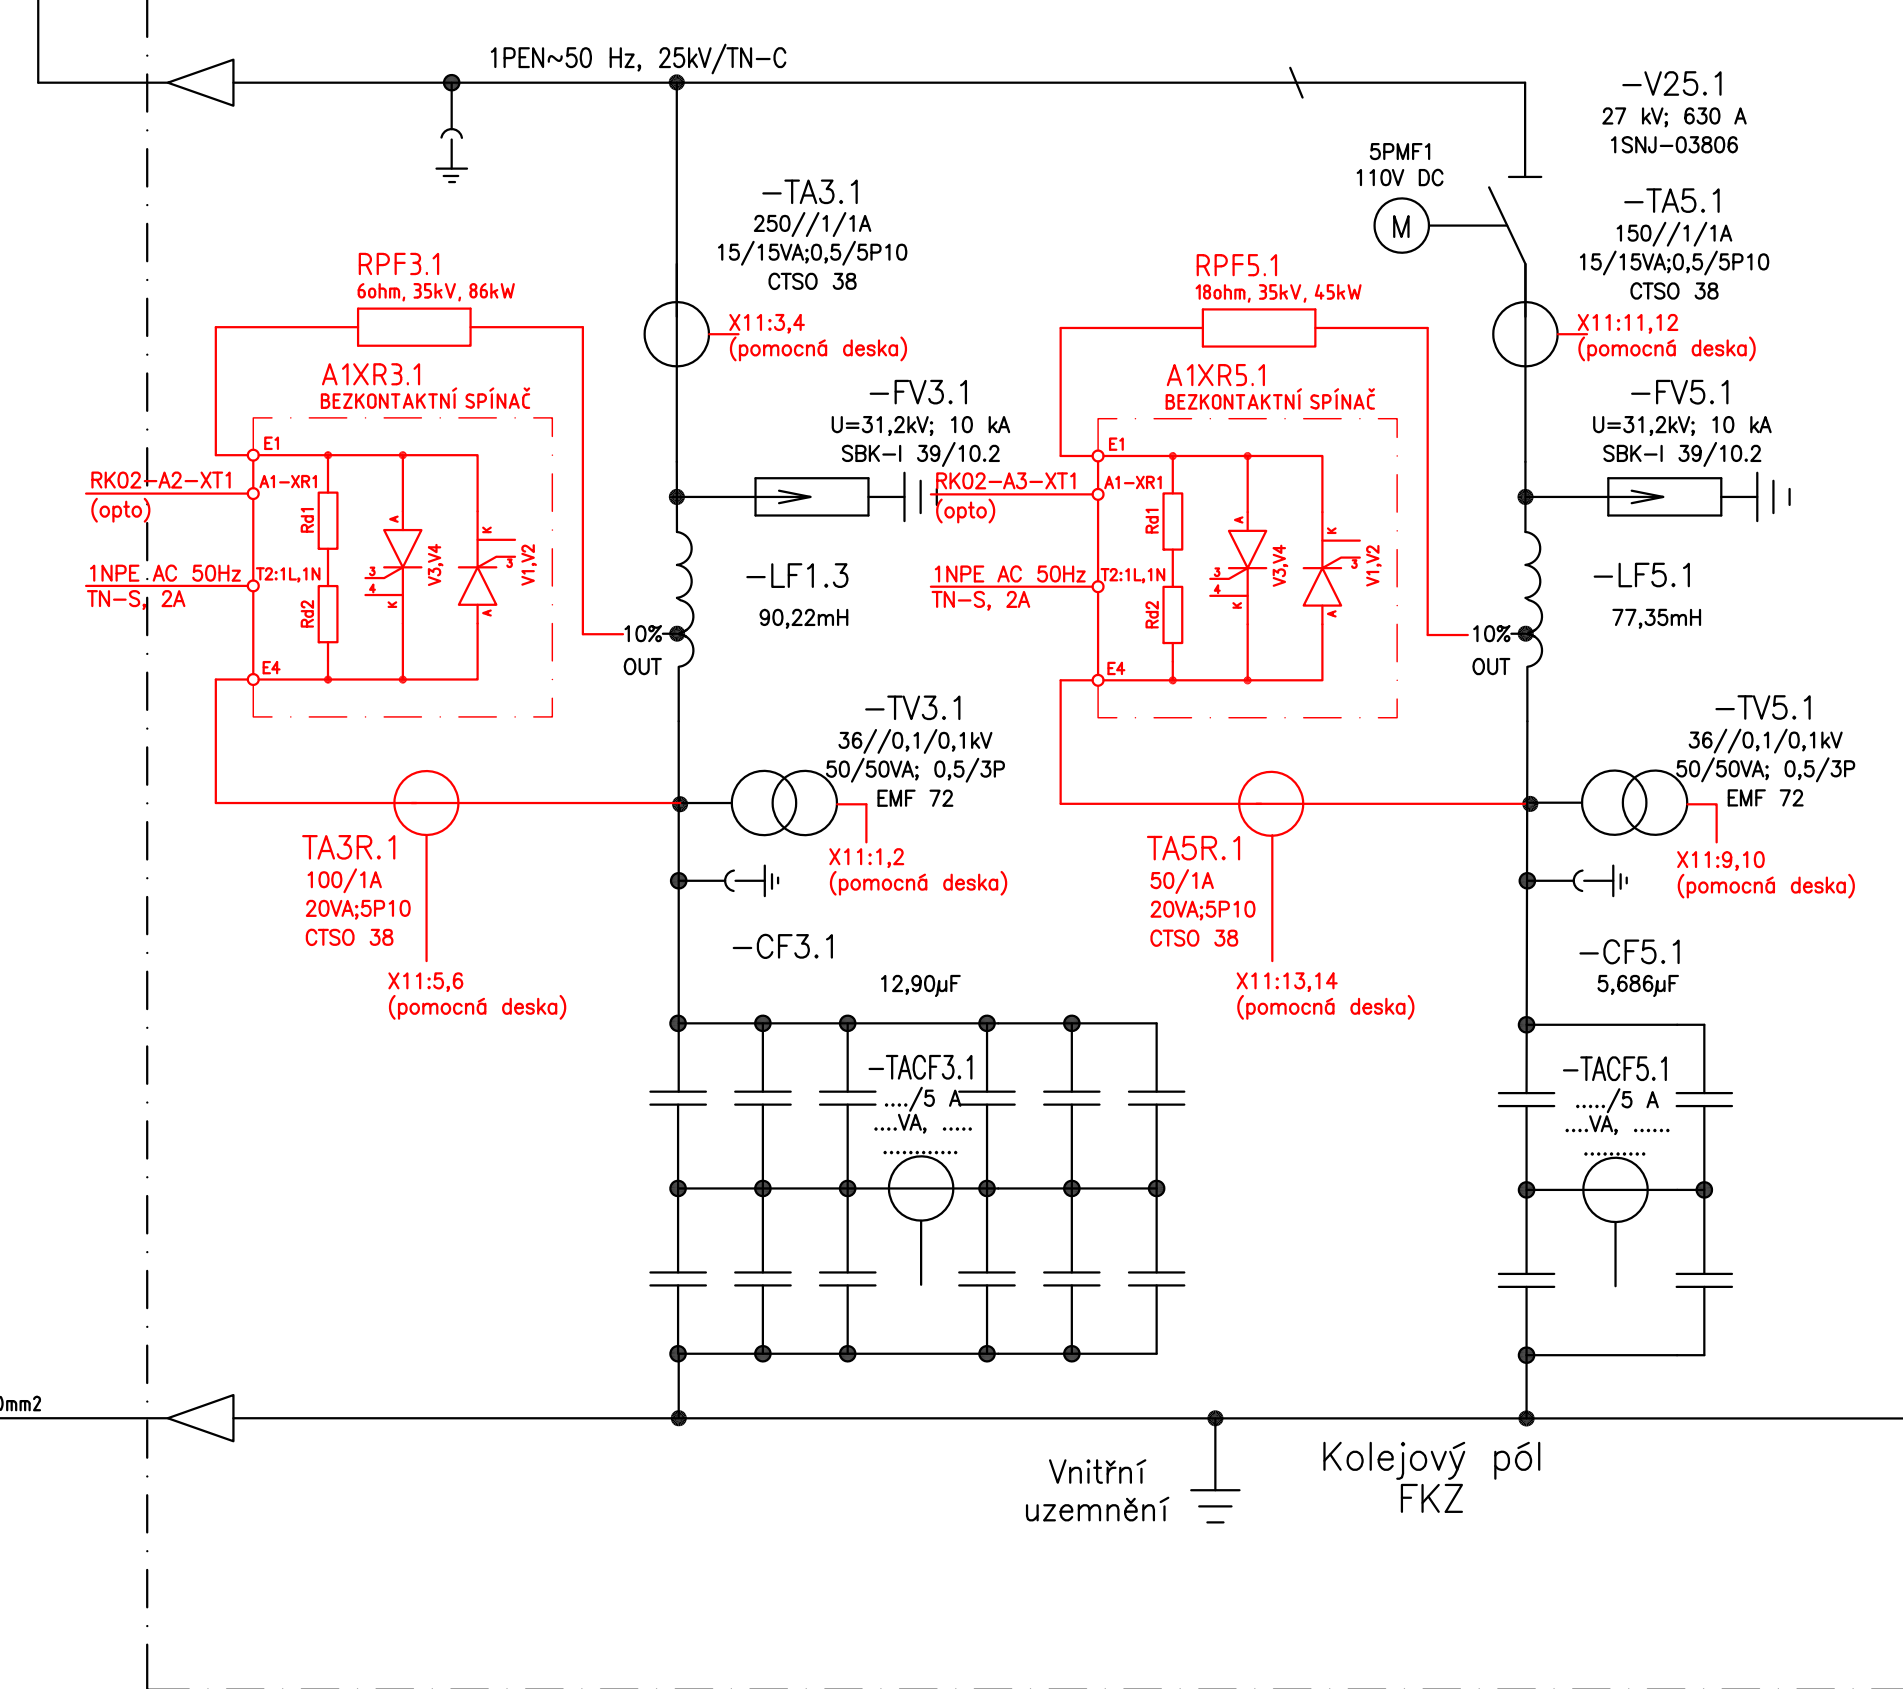 1PEN~50 Hz, 25kV/TN-C
-V25.1
27 kV; 630 A
1SNJ-03806
5PMF1
110V DC
M
-TA3.1
250//1/1A
15/15VA;0,5/5P10
CTSO 38
-TA5.1
150//1/1A
15/15VA;0,5/5P10
CTSO 38
RPF3.1
6ohm, 35kV, 86kW
RPF5.1
18ohm, 35kV, 45kW
X11:3,4
(pomocná deska)
X11:11,12
(pomocná deska)
A1XR3.1
BEZKONTAKTNÍ SPÍNAČ
A1XR5.1
BEZKONTAKTNÍ SPÍNAČ
-FV3.1
U=31,2kV; 10 kA
SBK-I 39/10.2
-FV5.1
U=31,2kV; 10 kA
SBK-I 39/10.2
E1
RK02-A2-XT1
(opto)
A1-XR1
Rd1
A
K
3
4
K
V3,V4
3
V1,V2
A
1NPE AC 50Hz
TN-S, 2A
T2:1L,1N
Rd2
E4
E1
RK02-A3-XT1
(opto)
A1-XR1
Rd1
A
K
3
4
K
V3,V4
3
V1,V2
A
1NPE AC 50Hz
TN-S, 2A
T2:1L,1N
Rd2
E4
-LF1.3
90,22mH
10%
OUT
-LF5.1
77,35mH
10%
OUT
-TV3.1
36//0,1/0,1kV
50/50VA; 0,5/3P
EMF 72
-TV5.1
36//0,1/0,1kV
50/50VA; 0,5/3P
EMF 72
TA3R.1
100/1A
20VA;5P10
CTSO 38
X11:1,2
(pomocná deska)
TA5R.1
50/1A
20VA;5P10
CTSO 38
X11:9,10
(pomocná deska)
X11:5,6
(pomocná deska)
X11:13,14
(pomocná deska)
-CF3.1
12,90µF
-CF5.1
5,686µF
-TACF3.1
..../5 A
....VA, .....
............
-TACF5.1
...../5 A
....VA, ......
..........
0mm2
Vnitřní
uzemnění
Kolejový pól
FKZ